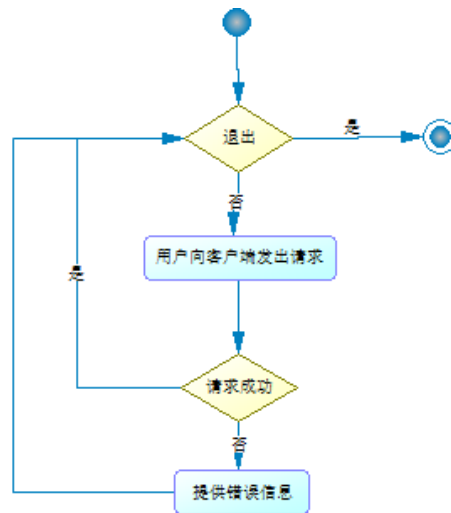 退出
是
否
用户向客户端发出请求
是
请求成功
否
提供错误信息